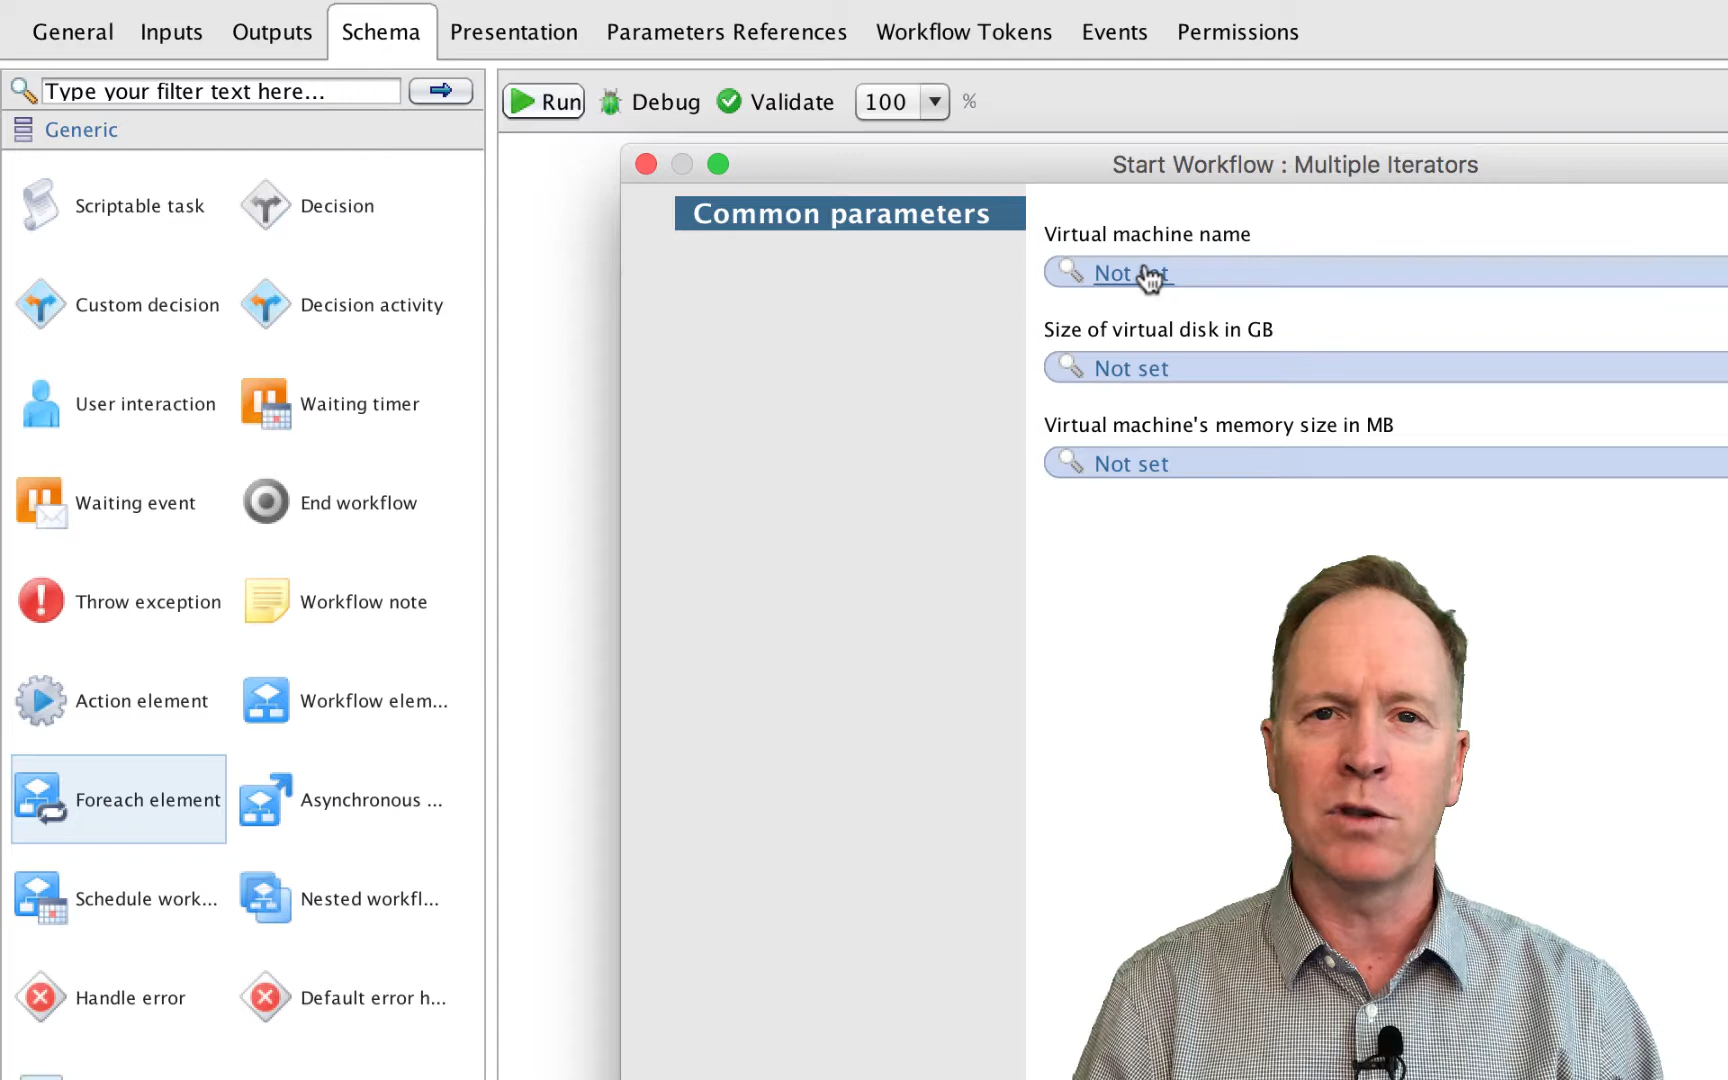 General Inputs Outputs Schema Presentation Parameters References Workflow Tokens Events Permissions
Type your filter text here...
Run Debug Validate 100 %
Generic
Start Workflow : Multiple Iterators
Common parameters
Virtual machine name
Not set
Size of virtual disk in GB
Not set
Virtual machine's memory size in MB
Not set
Scriptable task Decision
Custom decision Decision activity
User interaction Waiting timer
Waiting event End workflow
Throw exception Workflow note
Action element Workflow elem...
Foreach element Asynchronous ...
Schedule work... Nested workfl...
Handle error Default error h...